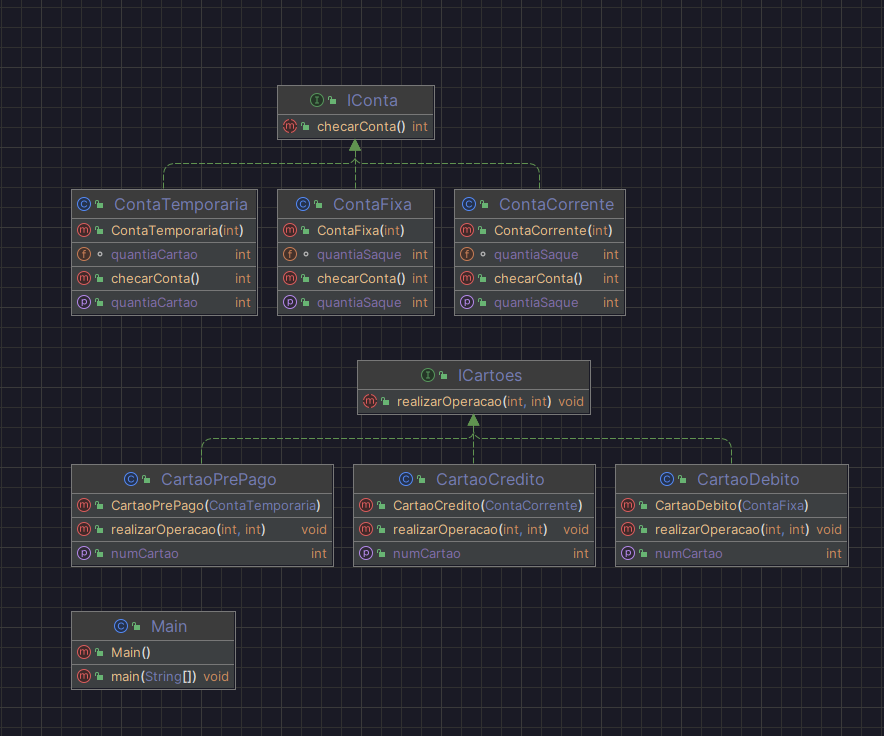 IConta
checarConta() int
ContaTemporaria
ContaTemporaria(int)
quantiaCartao int
checarConta() int
quantiaCartao int
ContaFixa
ContaFixa(int)
quantiaSaque int
checarConta() int
quantiaSaque int
ContaCorrente
ContaCorrente(int)
quantiaSaque int
checarConta() int
quantiaSaque int
ICartoes
realizarOperacao(int, int) void
CartaoPrePago
CartaoPrePago(ContaTemporaria)
realizarOperacao(int, int) void
numCartao int
CartaoCredito
CartaoCredito(ContaCorrente)
realizarOperacao(int, int) void
numCartao int
CartaoDebito
CartaoDebito(ContaFixa)
realizarOperacao(int, int) void
numCartao int
Main
Main()
main(String[]) void